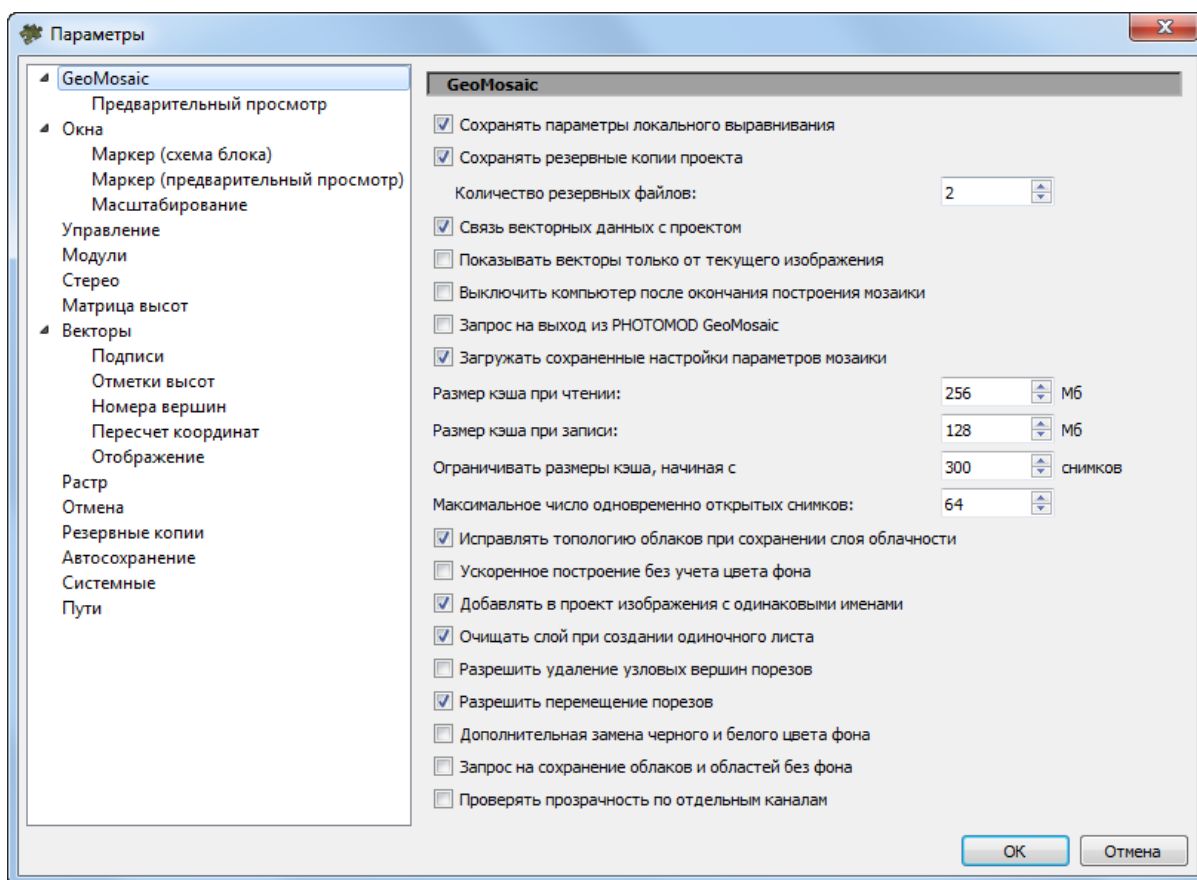 Параметры
GeoMosaic
Предварительный просмотр
Окна
Маркер (схема блока)
Маркер (предварительный просмотр)
Масштабирование
Управление
Модули
Стерео
Матрица высот
Векторы
Подписи
Отметки высот
Номера вершин
Пересчет координат
Отображение
Растр
Отмена
Резервные копии
Автосохранение
Системные
Пути
GeoMosaic
Сохранять параметры локального выравнивания
Сохранять резервные копии проекта
Количество резервных файлов: 2
Связь векторных данных с проектом
Показывать векторы только от текущего изображения
Выключить компьютер после окончания построения мозаики
Запрос на выход из PHOTOMOD GeoMosaic
Загружать сохраненные настройки параметров мозаики
Размер кэша при чтении: 256 Мб
Размер кэша при записи: 128 Мб
Ограничивать размеры кэша, начиная с 300 снимков
Максимальное число одновременно открытых снимков: 64
Исправлять топологию облаков при сохранении слоя облачности
Ускоренное построение без учета цвета фона
Добавлять в проект изображения с одинаковыми именами
Очищать слой при создании одиночного листа
Разрешить удаление узловых вершин порезов
Разрешить перемещение порезов
Дополнительная замена черного и белого цвета фона
Запрос на сохранение облаков и областей без фона
Проверять прозрачность по отдельным каналам
OK Отмена